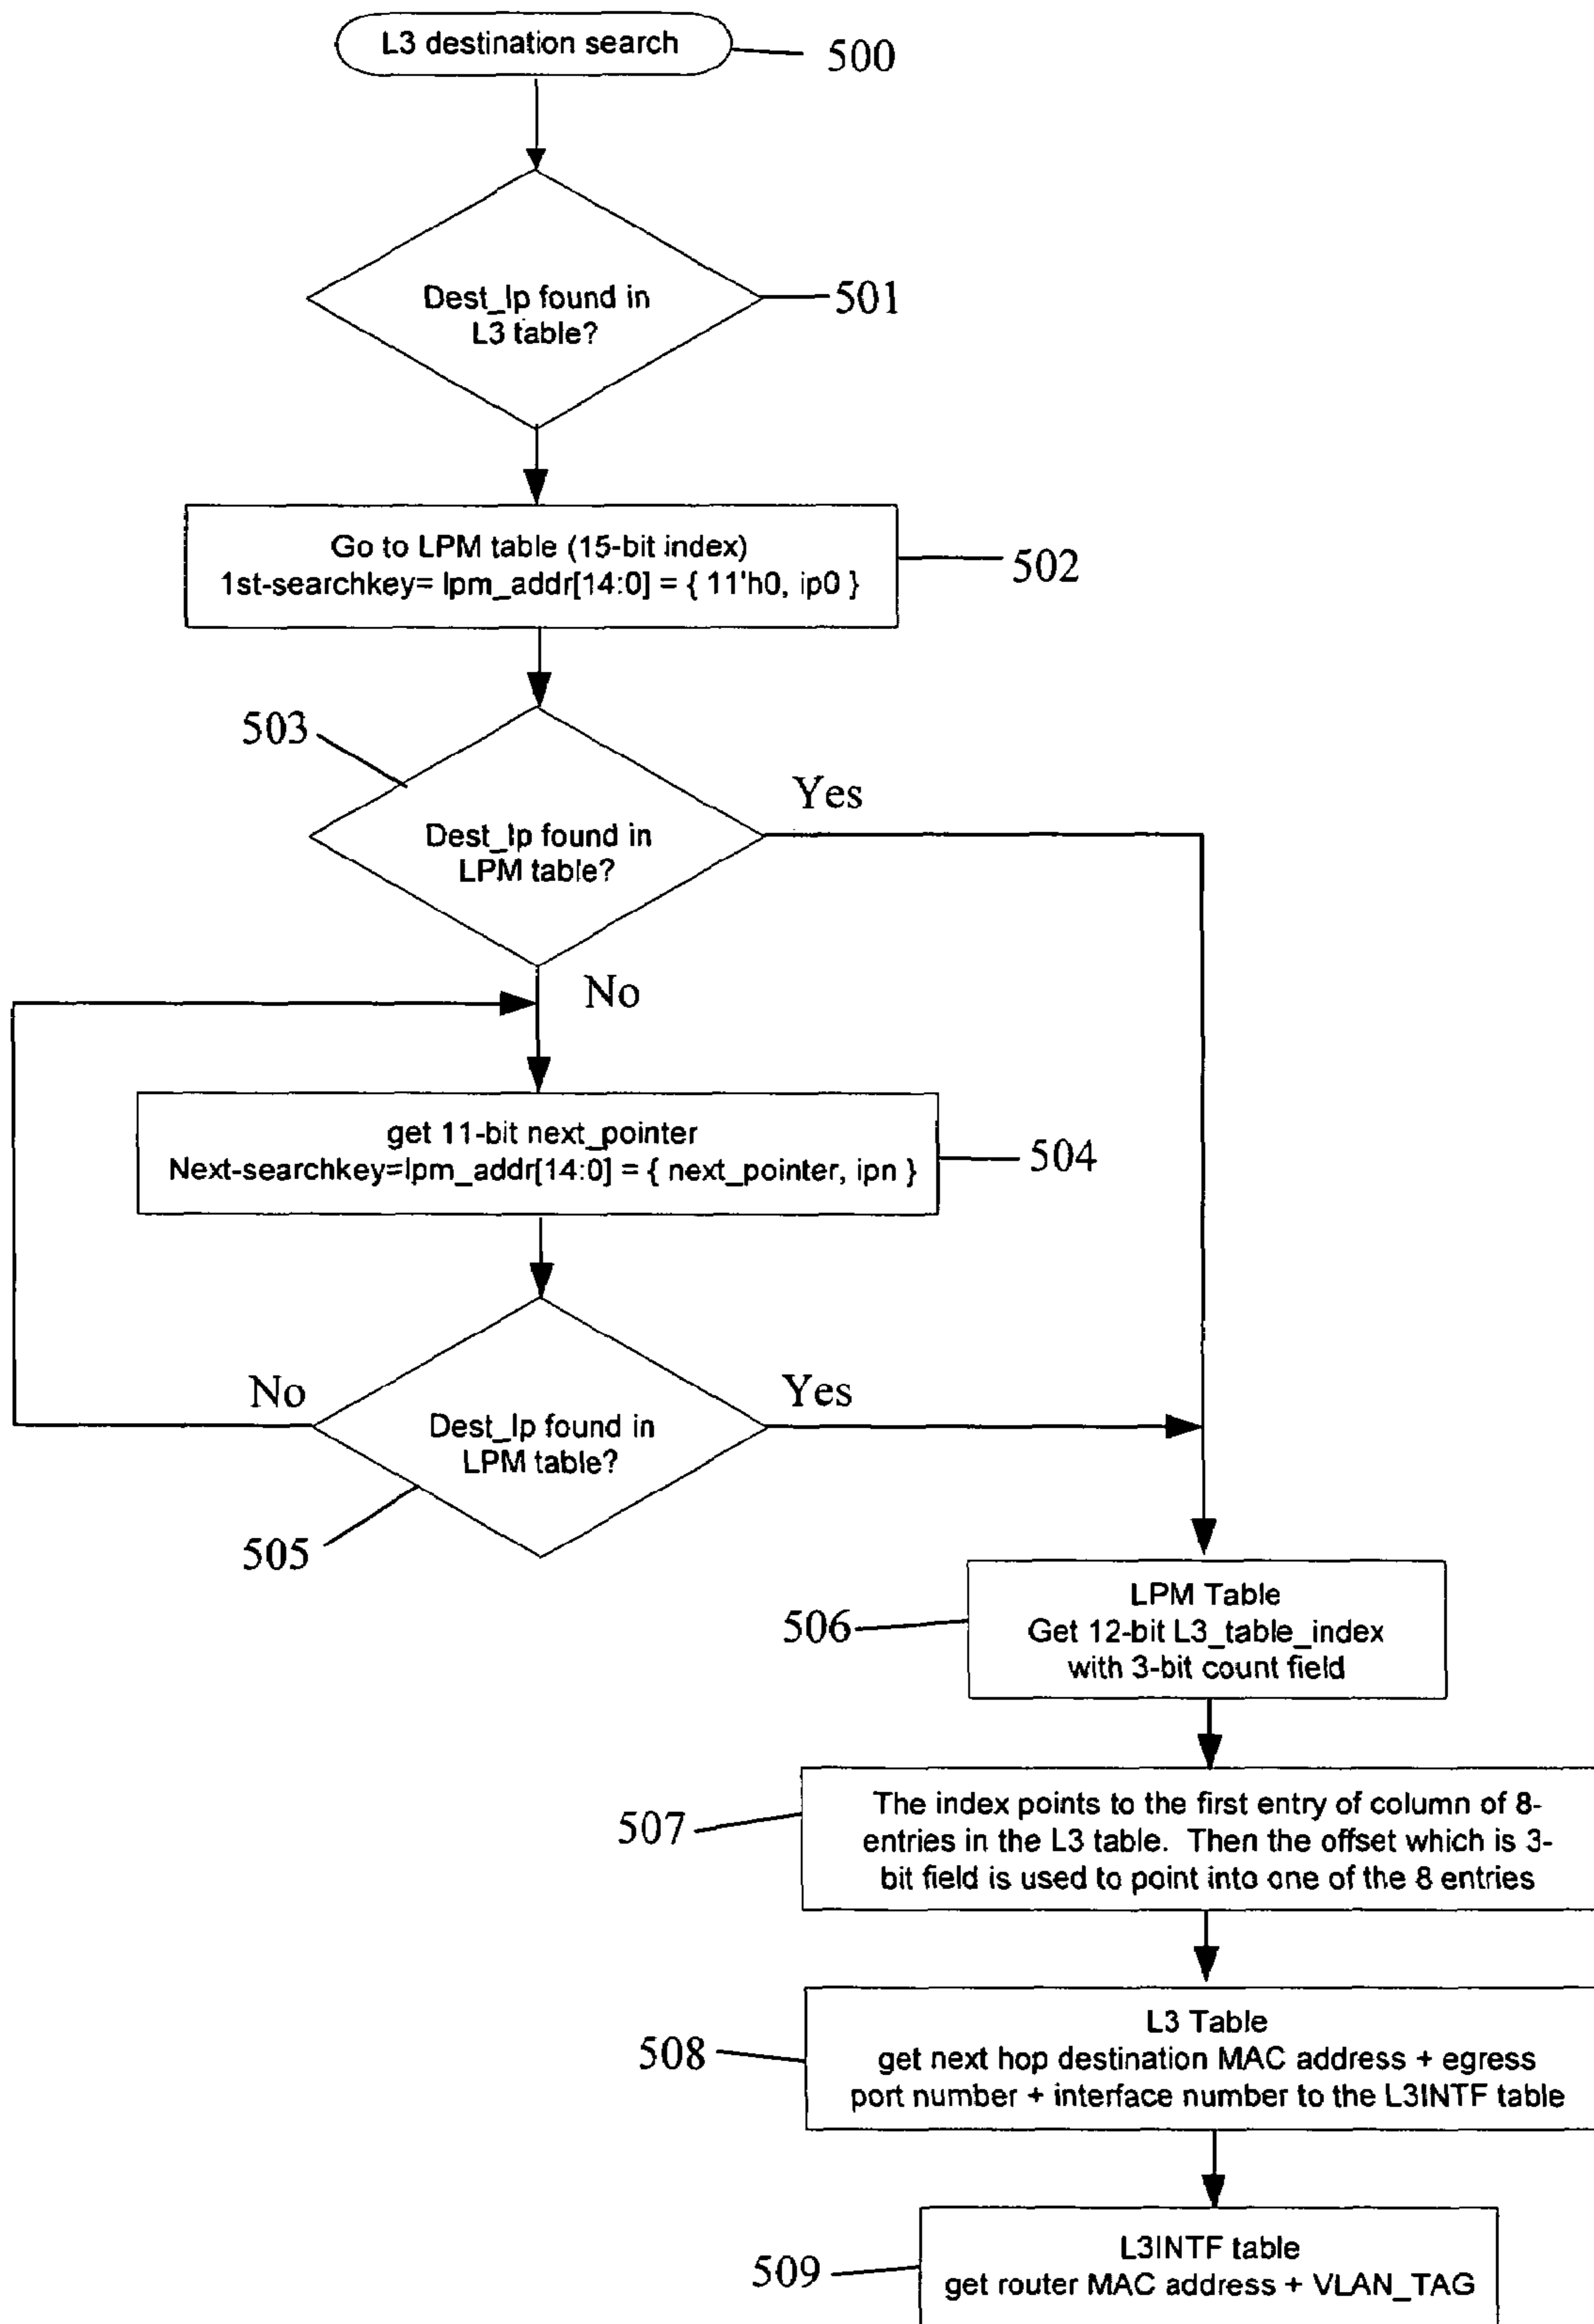 L3 destination search
500
Dest_Ip found in
L3 table?
501
Go to LPM table (15-bit index)
1st-searchkey= lpm_addr[14:0] = { 11'h0, ip0 }
502
503
Dest_Ip found in
LPM table?
Yes
No
get 11-bit next_pointer
Next-searchkey=lpm_addr[14:0] = { next_pointer, ipn }
504
No
Dest_Ip found in
LPM table?
Yes
505
LPM Table
Get 12-bit L3_table_index
with 3-bit count field
506
The index points to the first entry of column of 8-
entries in the L3 table. Then the offset which is 3-
bit field is used to point into one of the 8 entries
507
L3 Table
get next hop destination MAC address + egress
port number + interface number to the L3INTF table
508
L3INTF table
get router MAC address + VLAN_TAG
509